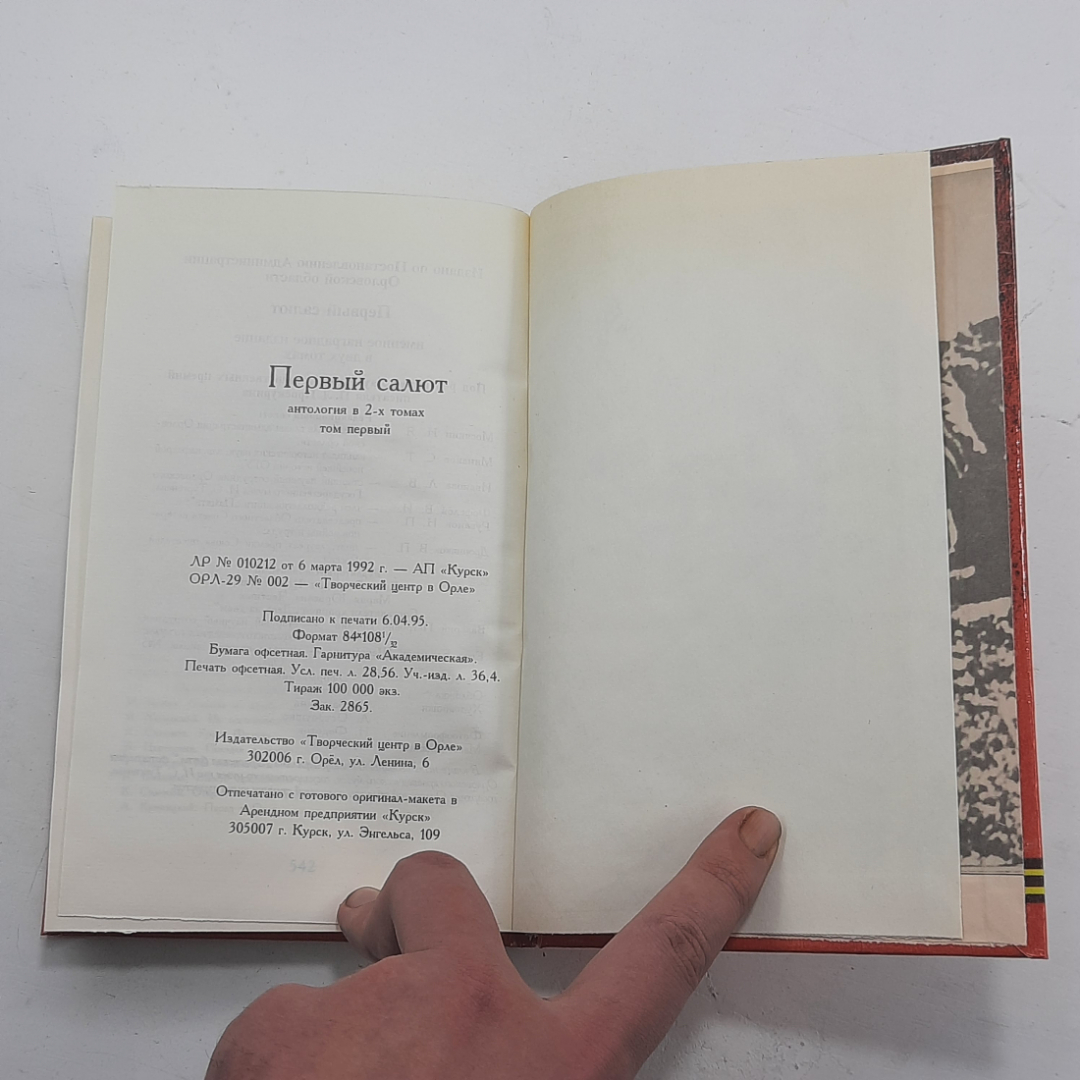 Первый салют
антология в 2-х томах
том первый
ЛР № 010212 от 6 марта 1992 г. — АП «Курск»
ОРЛ-29 № 002 — «Творческий центр в Орле»
Подписано к печати 6.04.95.
Формат 84×108¹/₃₂
Бумага офсетная. Гарнитура «Академическая».
Печать офсетная. Усл. печ. л. 28,56. Уч.-изд. л. 36,4.
Тираж 100 000 экз.
Зак. 2865.
Издательство «Творческий центр в Орле»
302006 г. Орёл, ул. Ленина, 6
Отпечатано с готового оригинал-макета в
Арендном предприятии «Курск»
305007 г. Курск, ул. Энгельса, 109